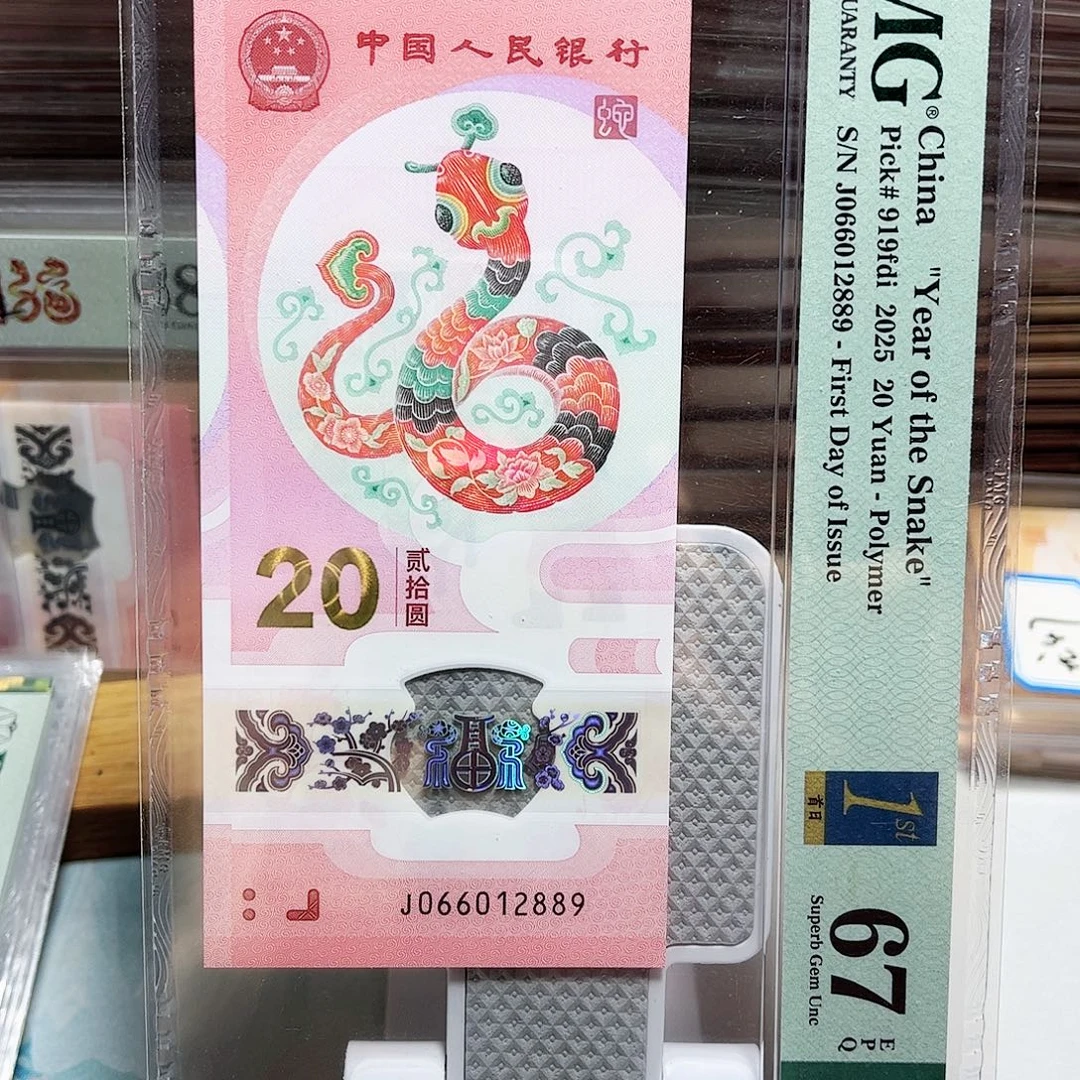 中国人民银行
蛇
20
贰拾圆
J066012889
MG® China "Year of the Snake"
Pick# 919fdi 2025 20 Yuan - Polymer
UARANTY S/N J066012889 - First Day of Issue
1st
首日
67 EPQ
Superb Gem Unc
福